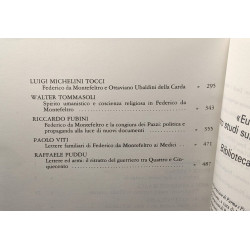 LUIGI MICHELINI TOCCI
Federico da Montefeltro e Ottaviano Ubaldini della Carda » 293
WALTER TOMMASOLI
Spirito umanistico e coscienza religiosa in Federico da
Montefeltro » 343
RICCARDO FUBINI
Federico da Montefeltro e la congiura dei Pazzi: politica e
propaganda alla luce di nuovi documenti » 355
PAOLO VITI
Lettere familiari di Federico da Montefeltro ai Medici » 471
RAFFAELE PUDDU
Lettere ed armi: il ritratto del guerriero tra Quattro e Cin-
quecento » 487
«Eu
studi su
Biblioteca